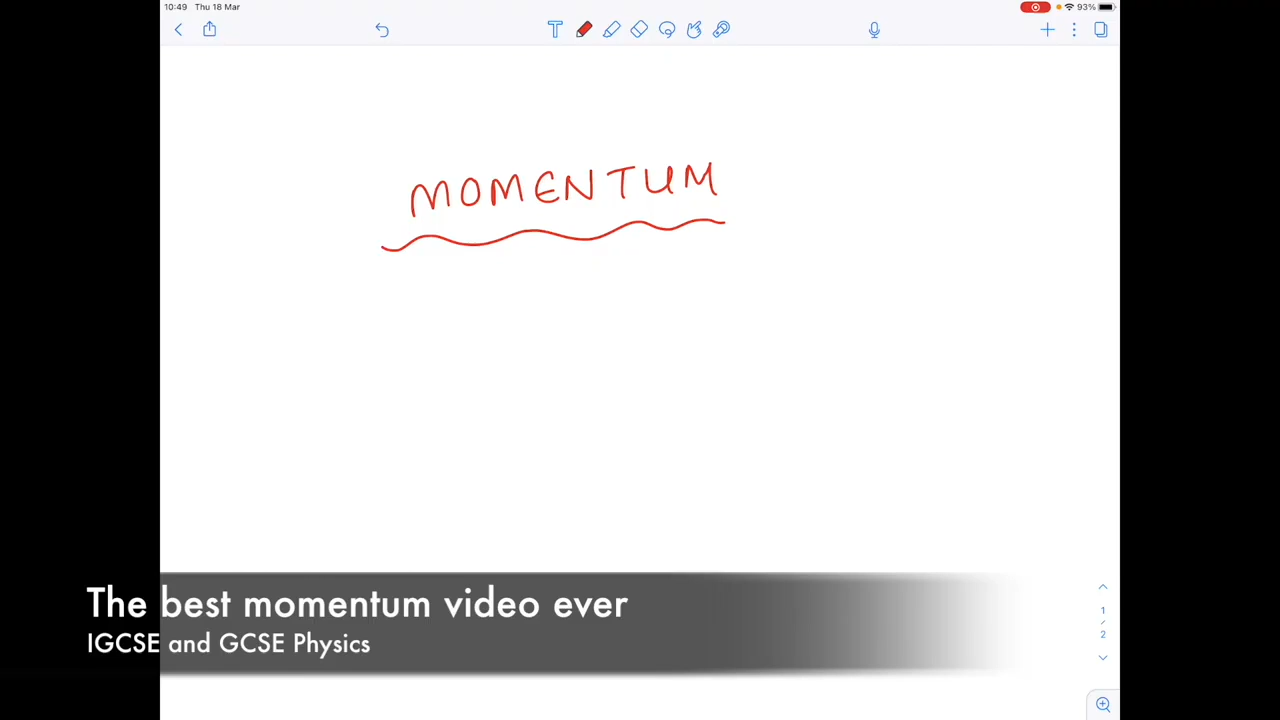 10:49 Thu 18 Mar
93%
T
MOMENTUM
The best momentum video ever
IGCSE and GCSE Physics
1
/
2